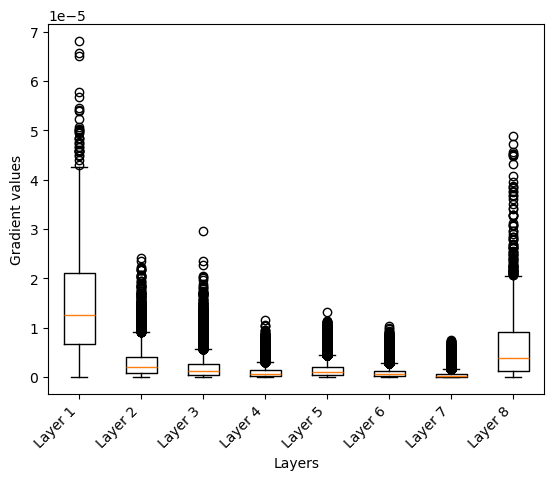 1e−5
7
6
5
4
3
2
1
0
Gradient values
Layer 1
Layer 2
Layer 3
Layer 4
Layer 5
Layer 6
Layer 7
Layer 8
Layers